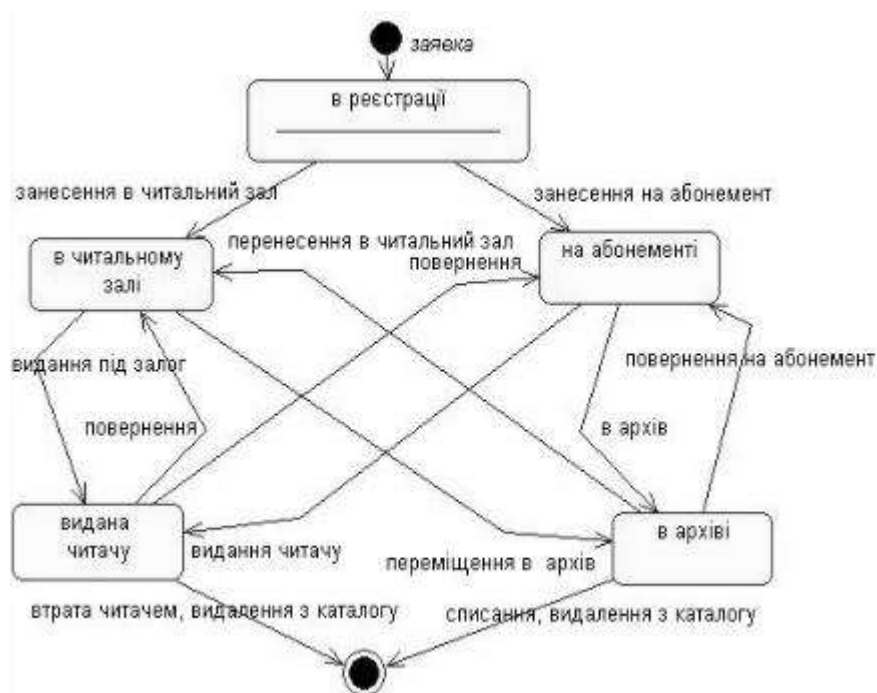 заявка
в реєстрації
занесення в читальний зал
занесення на абонемент
перенесення в читальний зал
повернення
в читальному
залі
на абонементі
видання під залог
повернення на абонемент
повернення
в архів
видана
читачу
видання читачу
переміщення в архів
в архіві
втрата читачем, видалення з каталогу
списання, видалення з каталогу